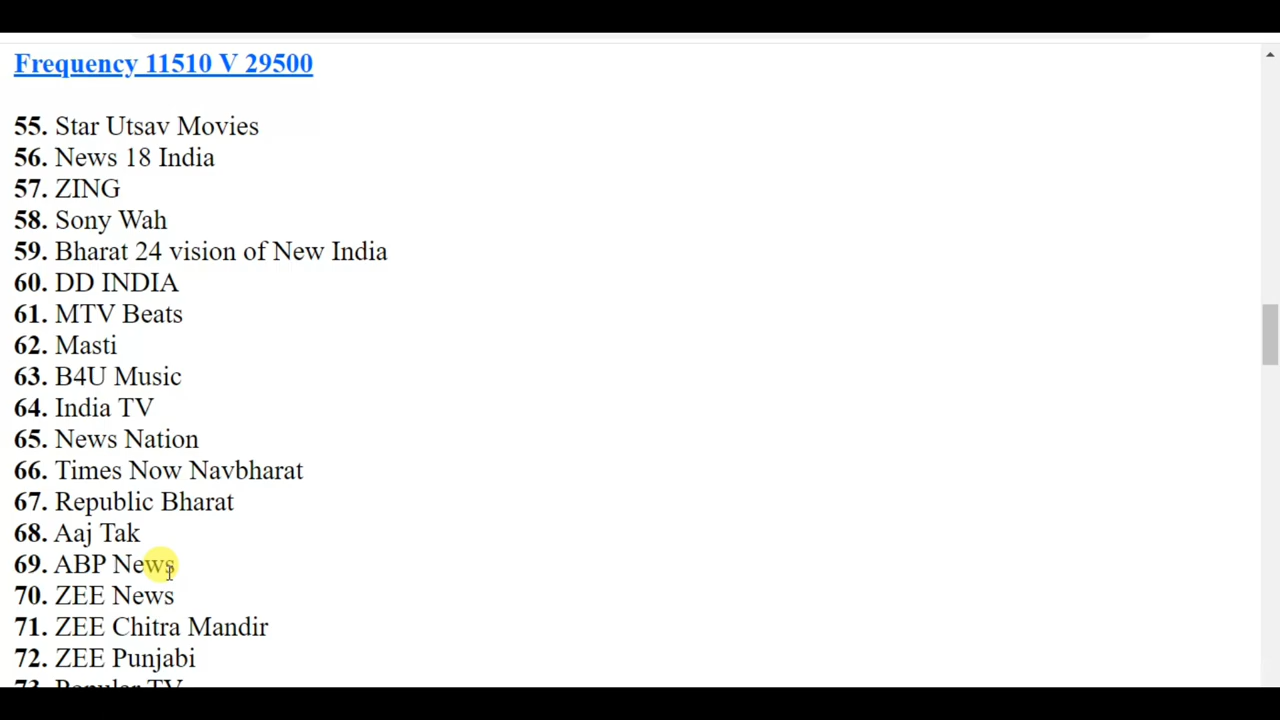 Frequency 11510 V 29500
55. Star Utsav Movies
56. News 18 India
57. ZING
58. Sony Wah
59. Bharat 24 vision of New India
60. DD INDIA
61. MTV Beats
62. Masti
63. B4U Music
64. India TV
65. News Nation
66. Times Now Navbharat
67. Republic Bharat
68. Aaj Tak
69. ABP News
70. ZEE News
71. ZEE Chitra Mandir
72. ZEE Punjabi
73. Popular TV